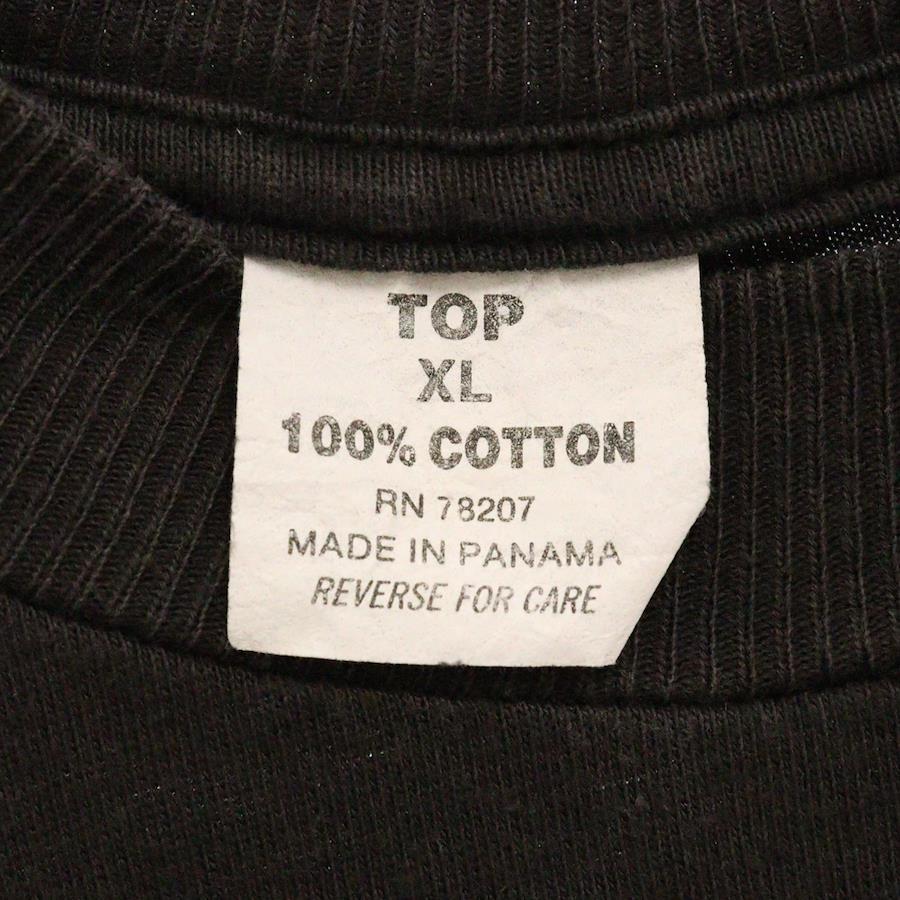 TOP
XL
100% COTTON
RN 78207
MADE IN PANAMA
REVERSE FOR CARE